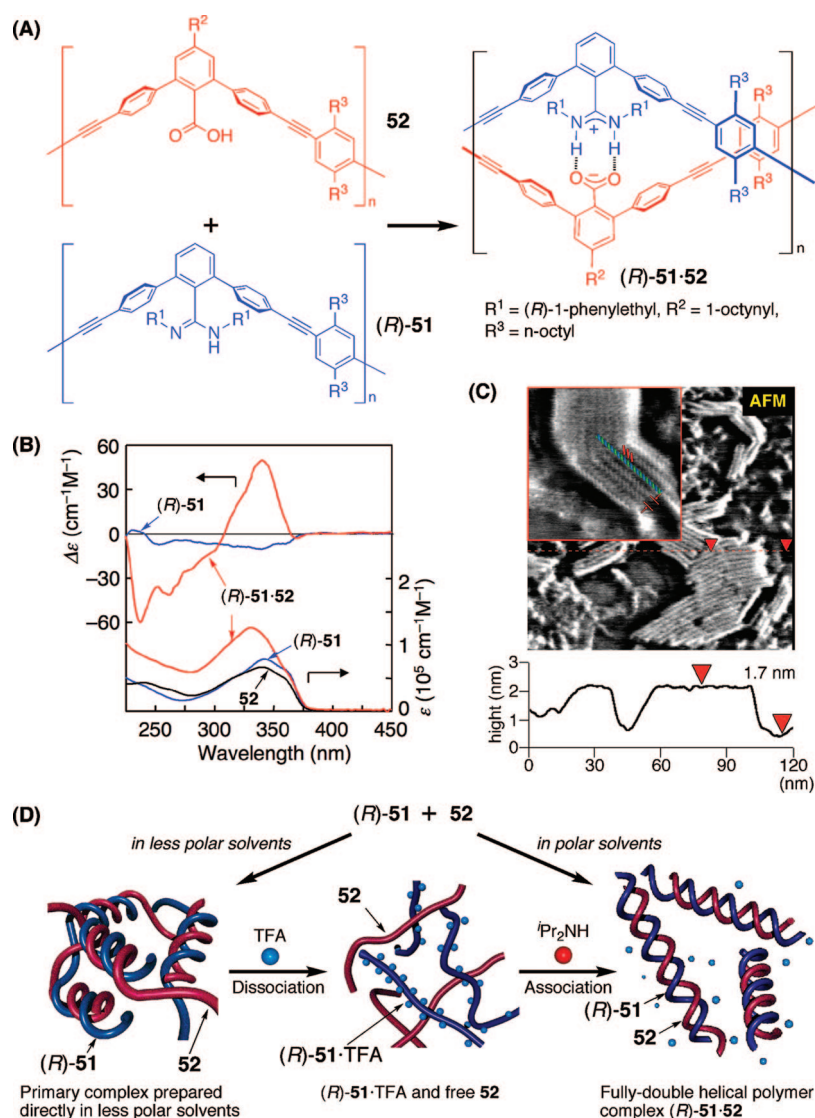 (A)
R²
O
OH
R³
R³
n
52
+
R¹
N
N
H
R¹
R³
R³
n
(R)-51
R¹
N
H
+
N
H
R¹
O
−
O
R²
R³
R³
R³
R³
n
(R)-51·52
R¹ = (R)-1-phenylethyl, R² = 1-octynyl,
R³ = n-octyl
(B)
60
30
0
−30
−60
Δε (cm⁻¹M⁻¹)
(R)-51
(R)-51·52
(R)-51
52
2
1
0
ε (10⁵ cm⁻¹M⁻¹)
250 300 350 400 450
Wavelength (nm)
(C)
AFM
3
2
1
0
hight (nm)
1.7 nm
0 30 60 90 120
(nm)
(D)
(R)-51 + 52
in less polar solvents
in polar solvents
TFA
Dissociation
52
ⁱPr₂NH
Association
(R)-51
52
(R)-51·TFA
(R)-51
52
Primary complex prepared
directly in less polar solvents
(R)-51·TFA and free 52
Fully-double helical polymer
complex (R)-51·52